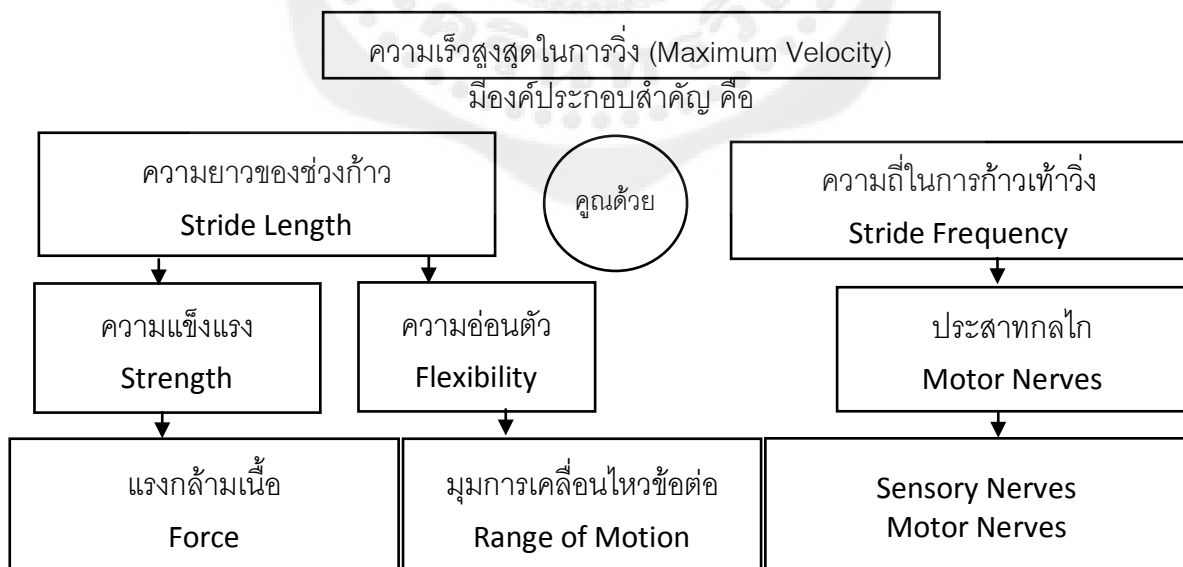 ความเร็วสูงสุดในการวิ่ง (Maximum Velocity)
มีองค์ประกอบสำคัญ คือ
ความยาวของช่วงก้าว
Stride Length
คูณด้วย
ความถี่ในการก้าวเท้าวิ่ง
Stride Frequency
ความแข็งแรง
Strength
ความอ่อนตัว
Flexibility
ประสาทกลไก
Motor Nerves
แรงกล้ามเนื้อ
Force
มุมการเคลื่อนไหวข้อต่อ
Range of Motion
Sensory Nerves
Motor Nerves